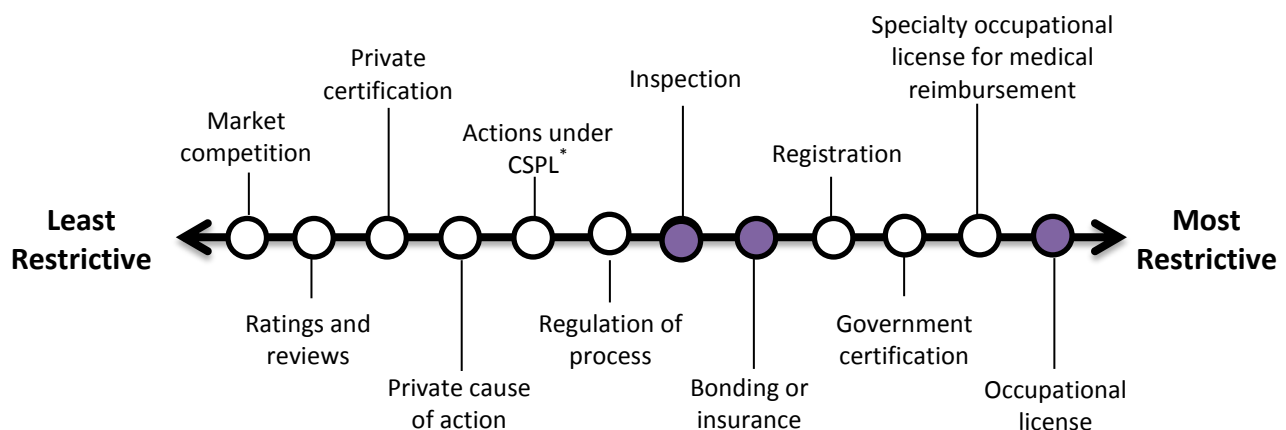 Specialty occupational
license for medical
reimbursement
Private
certification
Inspection
Market
competition
Actions under
CSPL*
Registration
Least
Restrictive
Most
Restrictive
Ratings and
reviews
Regulation of
process
Government
certification
Private cause
of action
Bonding or
insurance
Occupational
license